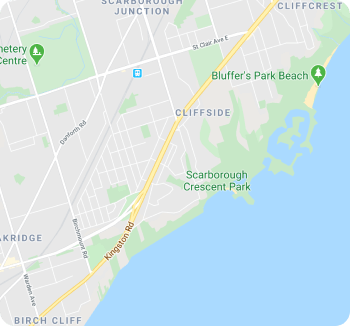 SCARBOROUGH
JUNCTION
CLIFFCREST
St Clair Ave E
metery
Centre
Bluffer's Park Beach
CLIFFSIDE
Danforth Rd
Scarborough
Crescent Park
Birchmount Rd
Kingston Rd
AKRIDGE
Warden Ave
BIRCH CLIFF